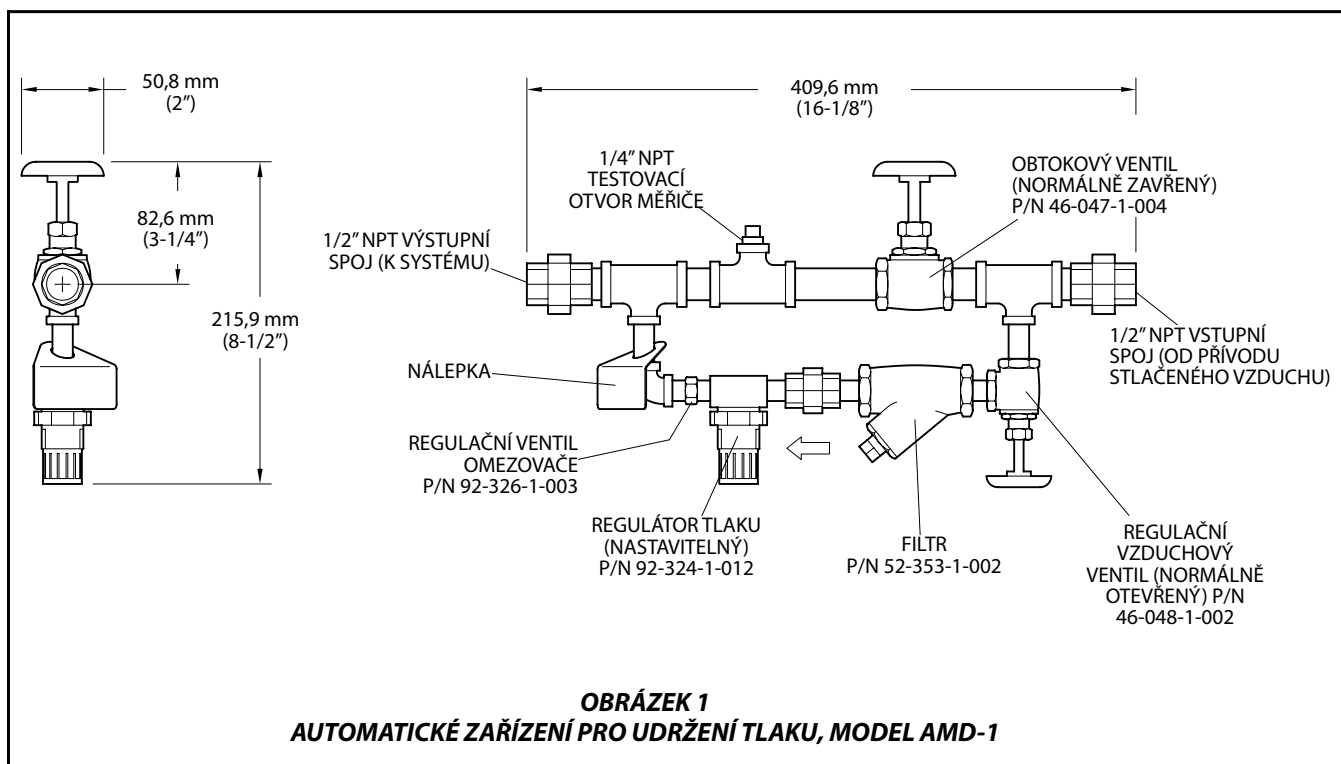 50,8 mm
(2”)
82,6 mm
(3-1/4”)
215,9 mm
(8-1/2”)
409,6 mm
(16-1/8”)
1/4” NPT
TESTOVACÍ
OTVOR MĚŘIČE
OBTOKOVÝ VENTIL
(NORMÁLNĚ ZAVŘENÝ)
P/N 46-047-1-004
1/2” NPT VÝSTUPNÍ
SPOJ (K SYSTÉMU)
1/2” NPT VSTUPNÍ
SPOJ (OD PŘÍVODU
STLAČENÉHO VZDUCHU)
NÁLEPKA
REGULAČNÍ VENTIL
OMEZOVAČE
P/N 92-326-1-003
REGULÁTOR TLAKU
(NASTAVITELNÝ)
P/N 92-324-1-012
FILTR
P/N 52-353-1-002
REGULAČNÍ
VZDUCHOVÝ
VENTIL (NORMÁLNĚ
OTEVŘENÝ) P/N
46-048-1-002
OBRÁZEK 1
AUTOMATICKÉ ZAŘÍZENÍ PRO UDRŽENÍ TLAKU, MODEL AMD-1